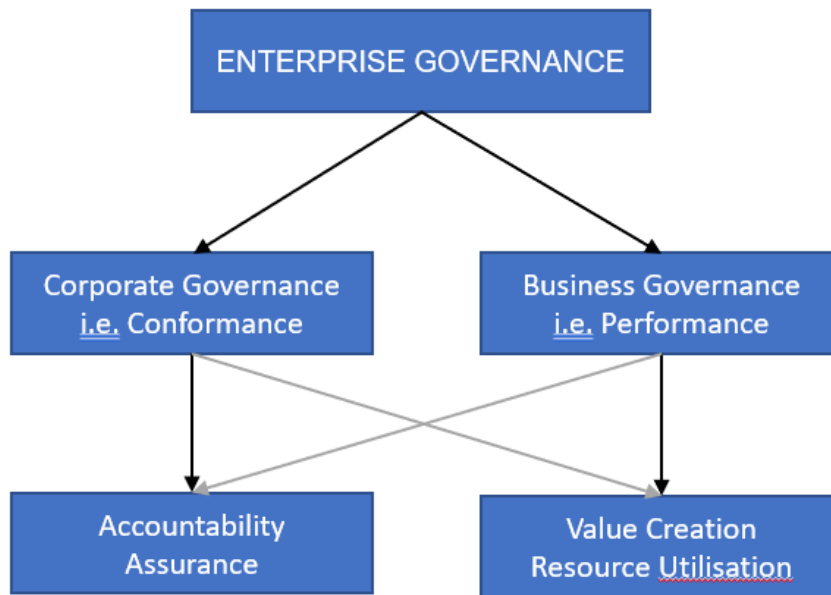 ENTERPRISE GOVERNANCE
Corporate Governance
i.e. Conformance
Business Governance
i.e. Performance
Accountability
Assurance
Value Creation
Resource Utilisation